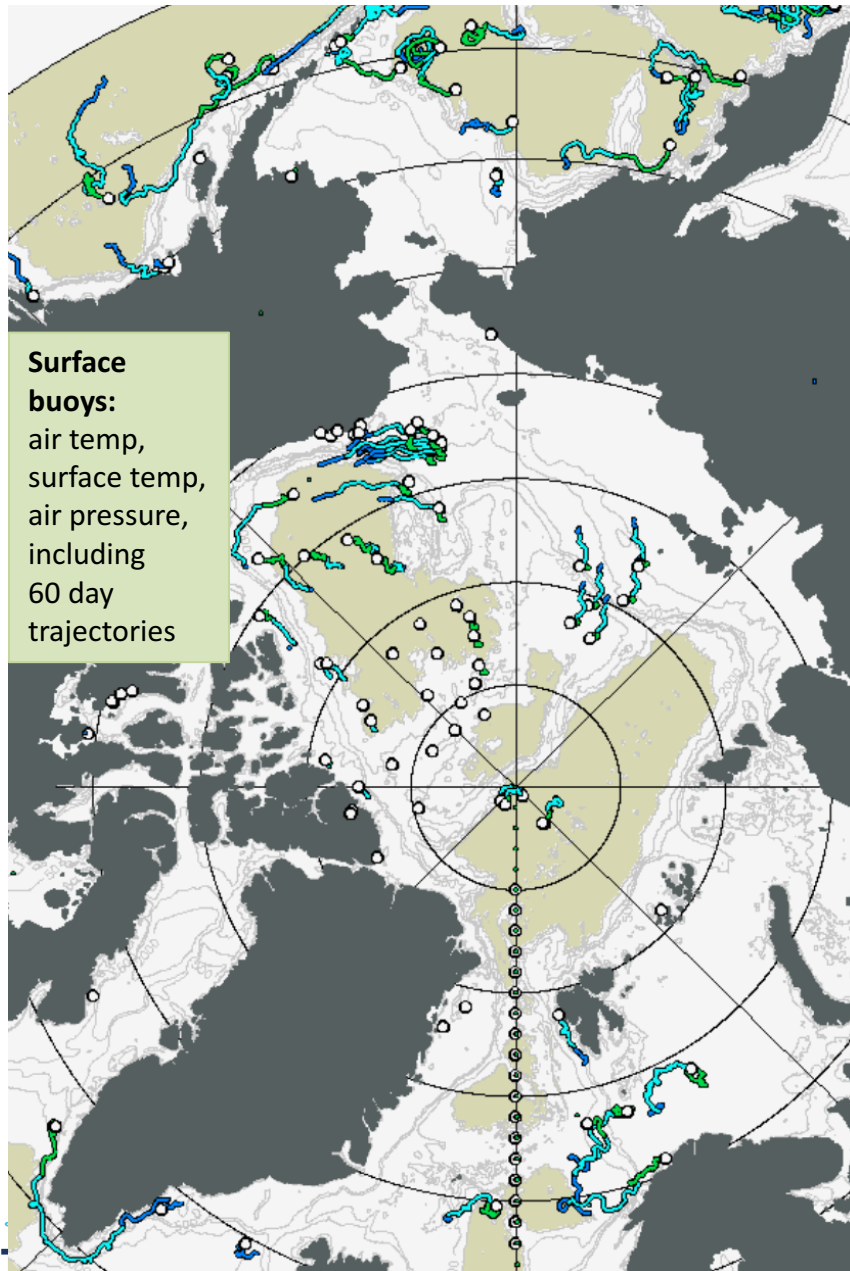 Surface
buoys:
air temp,
surface temp,
air pressure,
including
60 day
trajectories